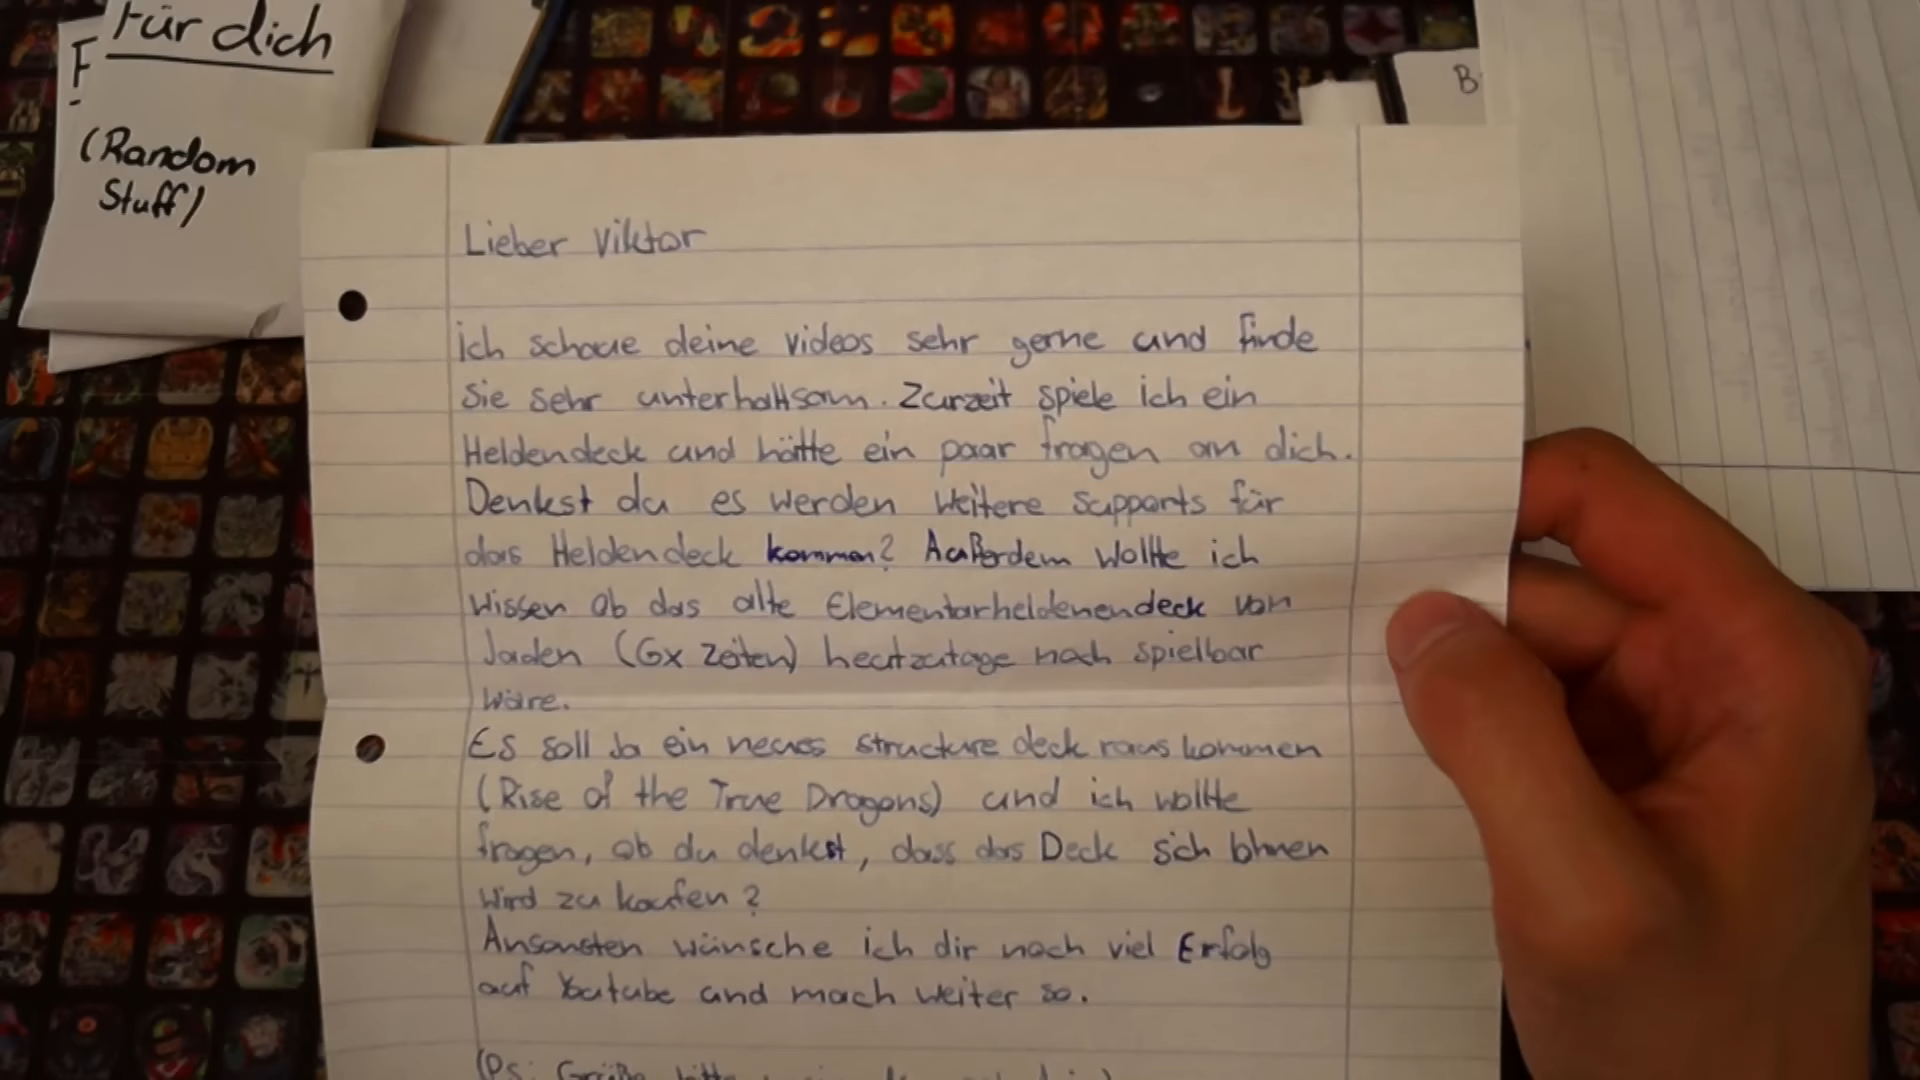 Für dich
F
(Random
Stuff)
B
Lieber Viktor
ich schaue deine videos sehr gerne und finde
sie sehr unterhaltsam. Zurzeit spiele ich ein
Heldendeck und hätte ein paar fragen an dich.
Denkst du es werden weitere Supports für
das Heldendeck kommen? Außerdem wollte ich
wissen ob das alte Elementarheldenendeck von
Jaden (Gx Zeiten) heutzutage noch spielbar
wäre.
Es soll Ja ein neues structure deck raus kommen
(Rise of the True Dragons) und ich wollte
fragen, ob du denkst, dass das Deck sich lohnen
wird zu kaufen?
Ansonsten wünsche ich dir noch viel Erfolg
auf Youtube und mach weiter so.
(Ps: Grüße bitte